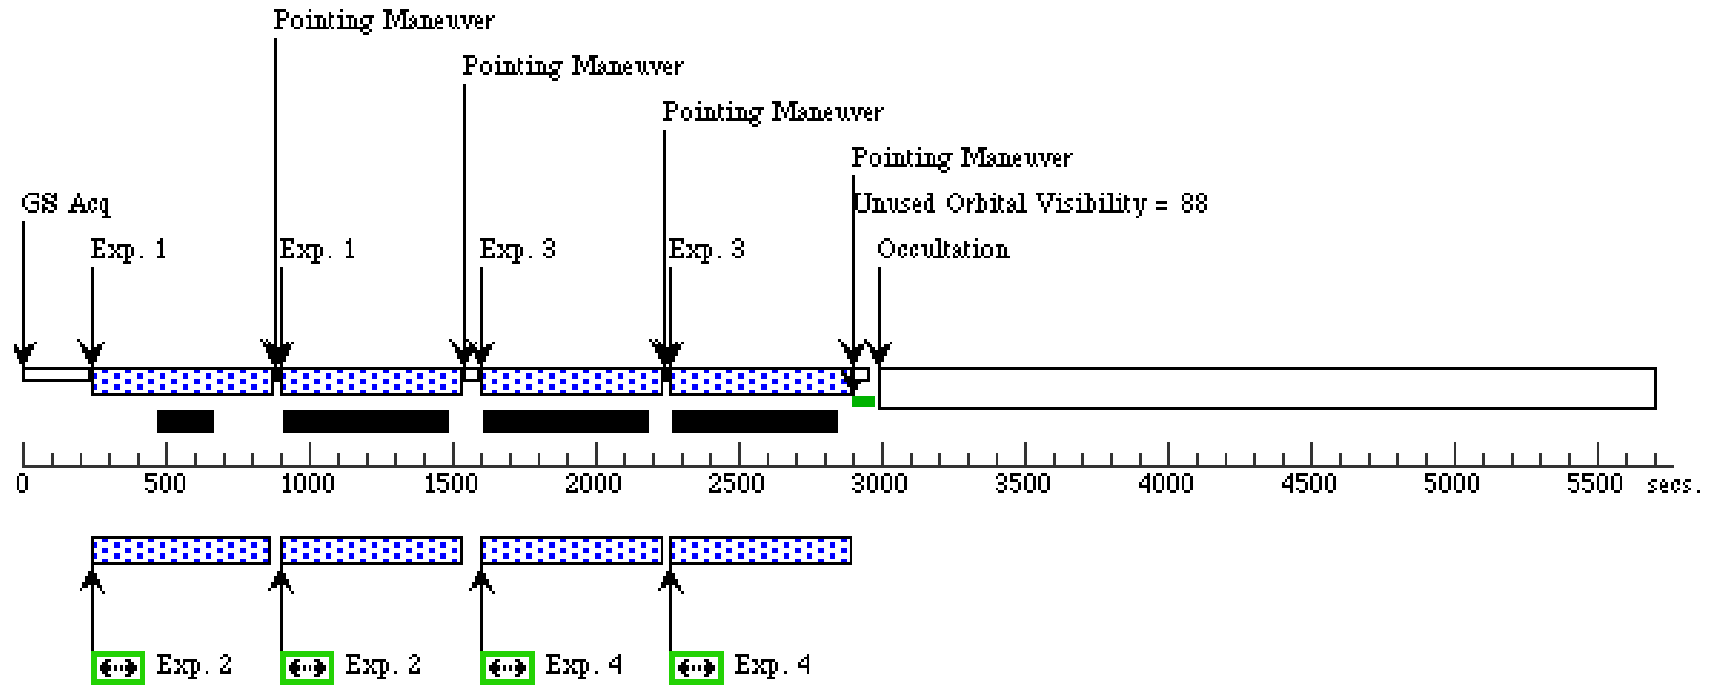 Pointing Maneuver
Pointing Maneuver
Pointing Maneuver
Pointing Maneuver
GS Acq
Unused Orbital Visibility = 88
Exp. 1
Exp. 1
Exp. 3
Exp. 3
Occultation
0 500 1000 1500 2000 2500 3000 3500 4000 4500 5000 5500 secs.
Exp. 2
Exp. 2
Exp. 4
Exp. 4